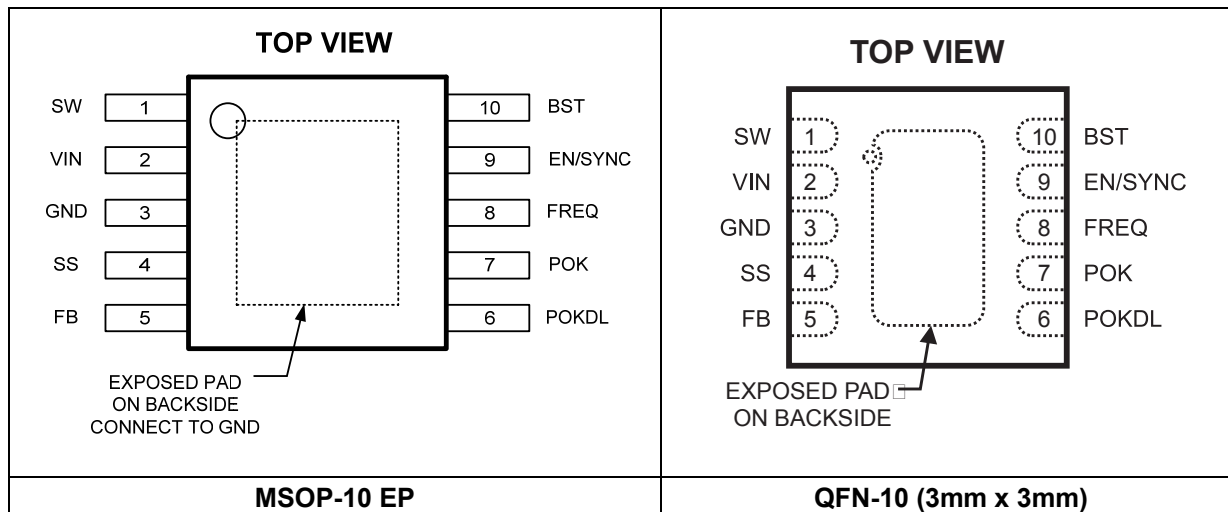 TOP VIEW
SW 1
10 BST
VIN 2
9 EN/SYNC
GND 3
8 FREQ
SS 4
7 POK
FB 5
6 POKDL
EXPOSED PAD
ON BACKSIDE
CONNECT TO GND
MSOP-10 EP
TOP VIEW
SW 1
10 BST
VIN 2
9 EN/SYNC
GND 3
8 FREQ
SS 4
7 POK
FB 5
6 POKDL
EXPOSED PAD
ON BACKSIDE
QFN-10 (3mm x 3mm)